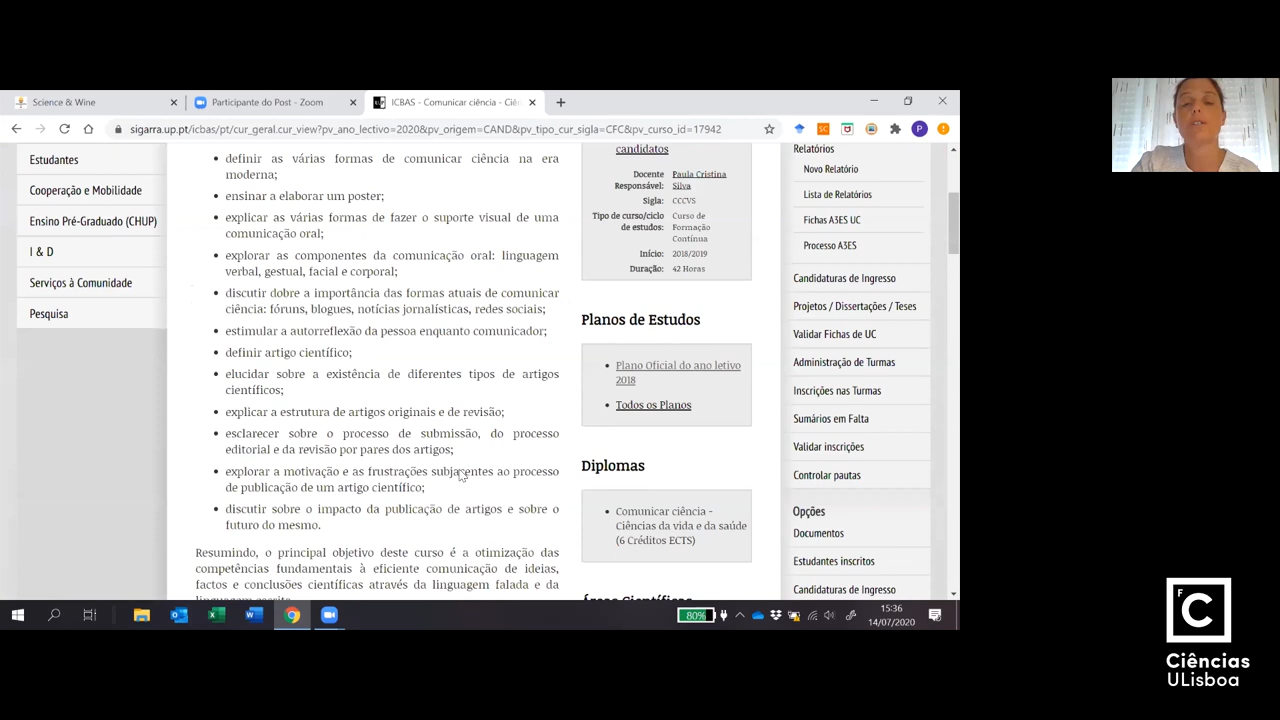 Science & Wine
Participante do Post - Zoom
ICBAS - Comunicar ciência - Ciên
sigarra.up.pt/icbas/pt/cur_geral.cur_view?pv_ano_lectivo=2020&pv_origem=CAND&pv_tipo_cur_sigla=CFC&pv_curso_id=17942
P
Estudantes
Cooperação e Mobilidade
Ensino Pré-Graduado (CHUP)
I & D
Serviços à Comunidade
Pesquisa
definir as várias formas de comunicar ciência na era
moderna;
ensinar a elaborar um poster;
explicar as várias formas de fazer o suporte visual de uma
comunicação oral;
explorar as componentes da comunicação oral: linguagem
verbal, gestual, facial e corporal;
discutir dobre a importância das formas atuais de comunicar
ciência: fóruns, blogues, notícias jornalísticas, redes sociais;
estimular a autorreflexão da pessoa enquanto comunicador;
definir artigo científico;
elucidar sobre a existência de diferentes tipos de artigos
científicos;
explicar a estrutura de artigos originais e de revisão;
esclarecer sobre o processo de submissão, do processo
editorial e da revisão por pares dos artigos;
explorar a motivação e as frustrações subjacentes ao processo
de publicação de um artigo científico;
discutir sobre o impacto da publicação de artigos e sobre o
futuro do mesmo.
Resumindo, o principal objetivo deste curso é a otimização das
competências fundamentais à eficiente comunicação de ideias,
factos e conclusões científicas através da linguagem falada e da
linguagem escrita
candidatos
Docente Paula Cristina
Responsável: Silva
Sigla: CCCVS
Tipo de curso/ciclo Curso de
de estudos: Formação
Contínua
Início: 2018/2019
Duração: 42 Horas
Planos de Estudos
Plano Oficial do ano letivo
2018
Todos os Planos
Diplomas
Comunicar ciência -
Ciências da vida e da saúde
(6 Créditos ECTS)
Áreas Científicas
Relatórios
Novo Relatório
Lista de Relatórios
Fichas A3ES UC
Processo A3ES
Candidaturas de Ingresso
Projetos / Dissertações / Teses
Validar Fichas de UC
Administração de Turmas
Inscrições nas Turmas
Sumários em Falta
Validar inscrições
Controlar pautas
Opções
Documentos
Estudantes inscritos
Candidaturas de Ingresso
80%
15:36
14/07/2020
F
C
Ciências
ULisboa